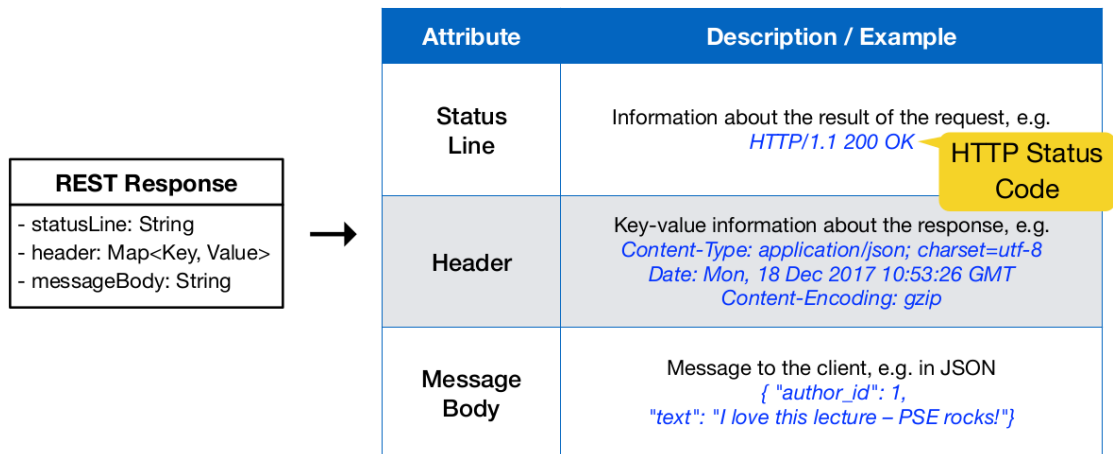 REST Response
- statusLine: String
- header: Map<Key, Value>
- messageBody: String
Attribute
Description / Example
Status
Line
Information about the result of the request, e.g.
HTTP/1.1 200 OK
HTTP Status
Code
Header
Key-value information about the response, e.g.
Content-Type: application/json; charset=utf-8
Date: Mon, 18 Dec 2017 10:53:26 GMT
Content-Encoding: gzip
Message
Body
Message to the client, e.g. in JSON
{ "author_id": 1,
"text": "I love this lecture – PSE rocks!"}